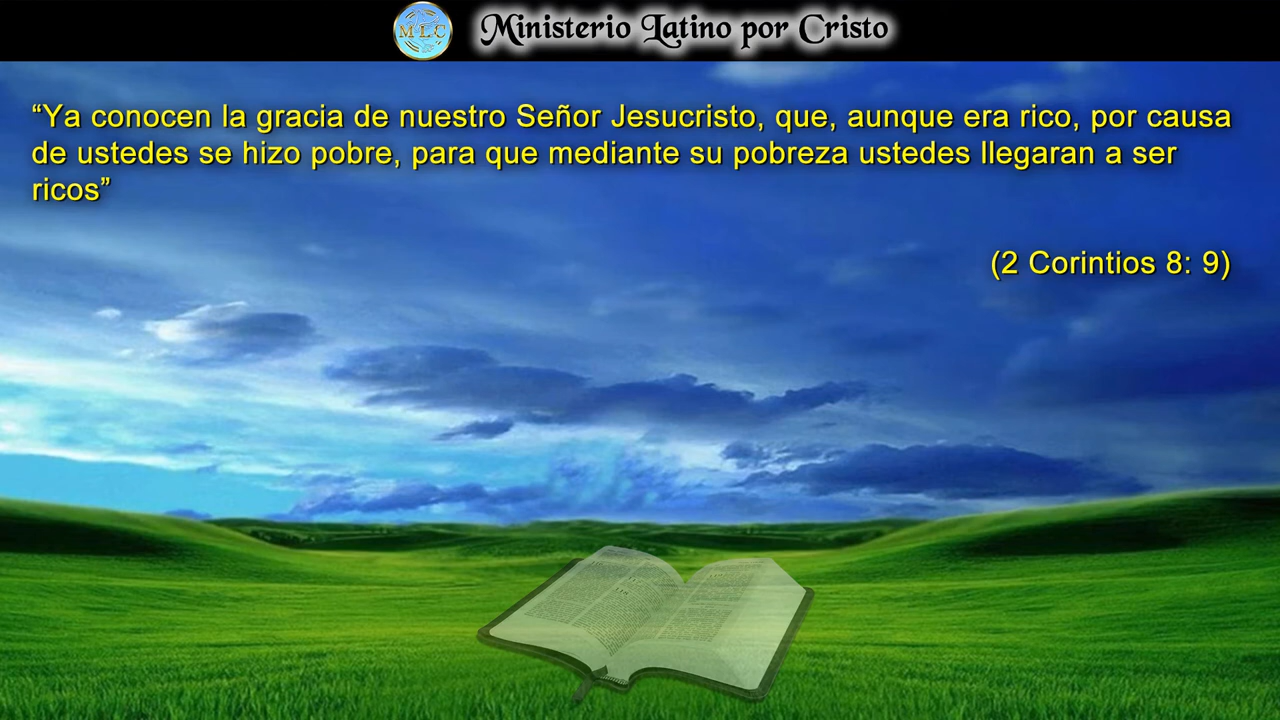 MLC
Ministerio Latino por Cristo
“Ya conocen la gracia de nuestro Señor Jesucristo, que, aunque era rico, por causa
de ustedes se hizo pobre, para que mediante su pobreza ustedes llegaran a ser
ricos”
(2 Corintios 8: 9)